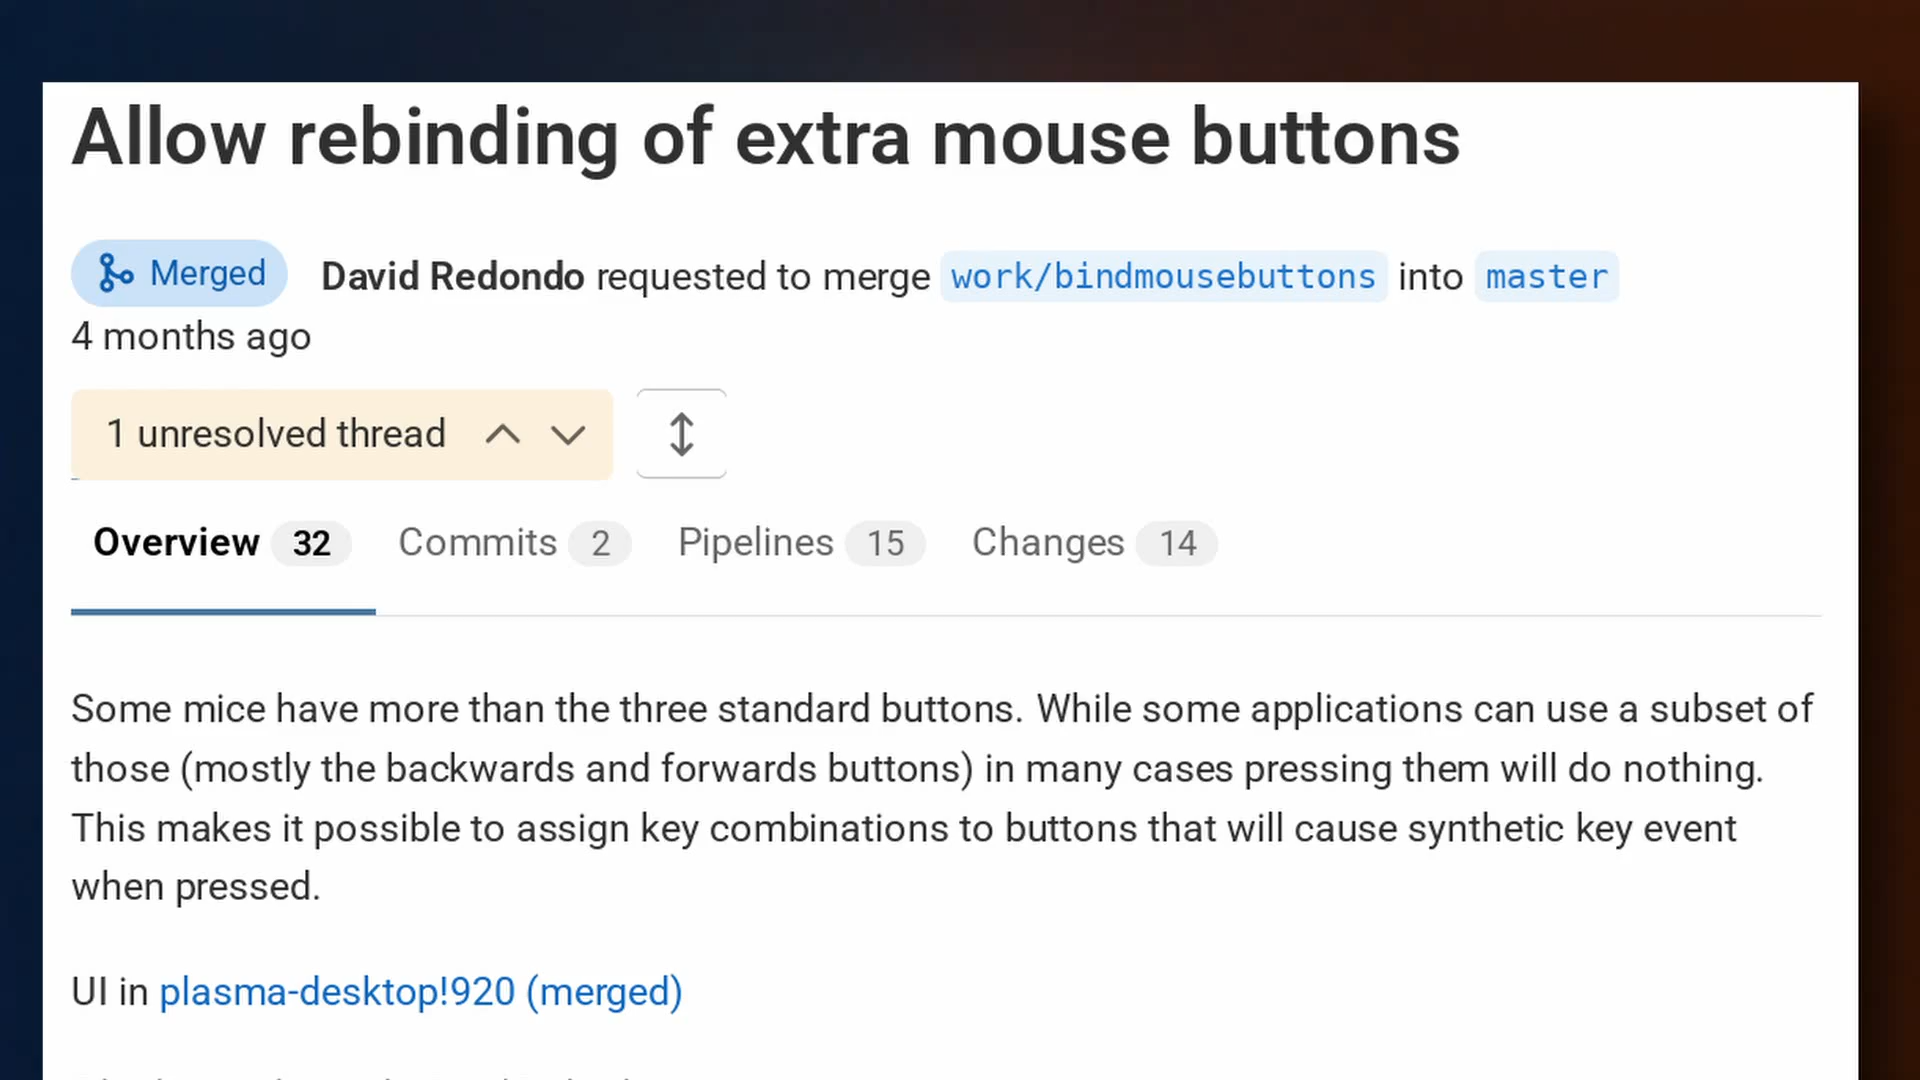 Allow rebinding of extra mouse buttons
Merged David Redondo requested to merge work/bindmousebuttons into master
4 months ago
1 unresolved thread
Overview 32 Commits 2 Pipelines 15 Changes 14
Some mice have more than the three standard buttons. While some applications can use a subset of
those (mostly the backwards and forwards buttons) in many cases pressing them will do nothing.
This makes it possible to assign key combinations to buttons that will cause synthetic key event
when pressed.
UI in plasma-desktop!920 (merged)